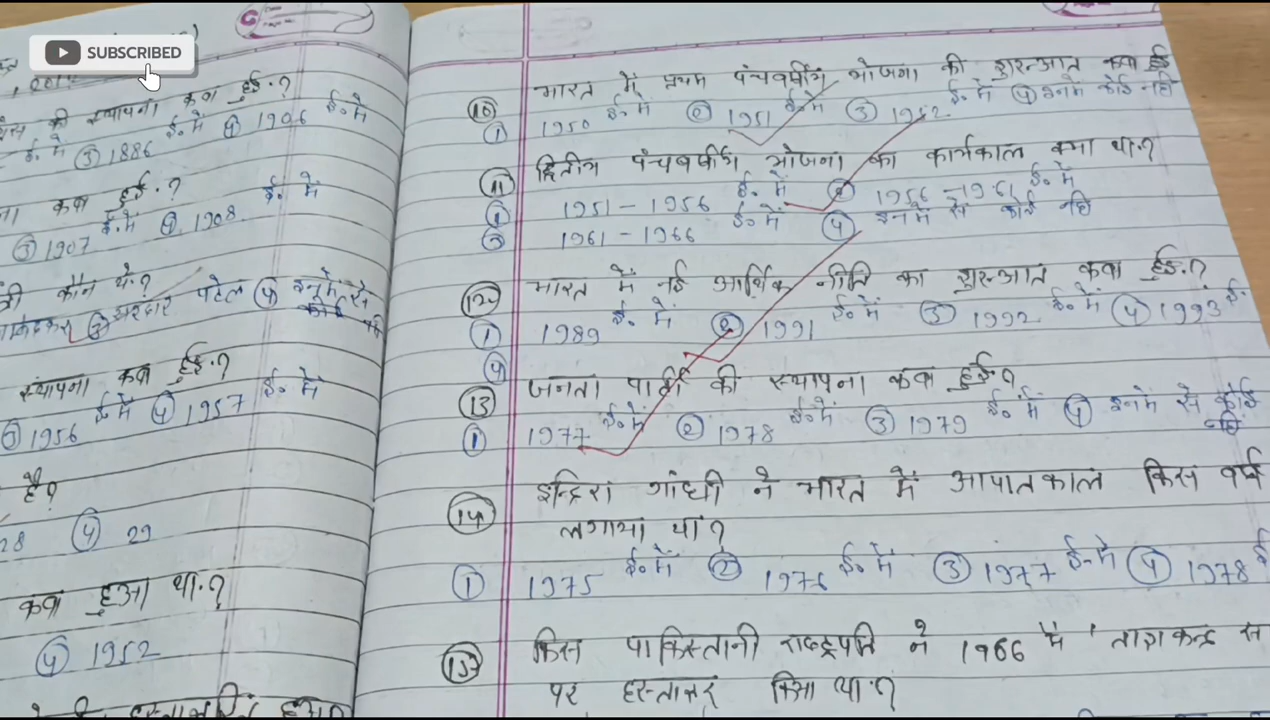 SUBSCRIBED
की स्थापना कब हुई.?
ई. में ③ 1886 ई. में ④ 1906 ई. में
कब हुई.?
③ 1907 ई. में ④ 1908 ई. में
कौन थे.?
③ सरदार पटेल ④ इनमें से कोई नहि
स्थापना कब हुई.?
③ 1956 ई. में ④ 1957 ई. में
है?
28 ④ 29
कब हुआ था.?
④ 1952
⑩ भारत में प्रथम पंचवर्षीय योजना की शुरुआत कब हुई
① 1950 ई. में ② 1951 ई. में ③ 1952 ई. में ④ इनमें कोई नहि
⑪ द्वितीय पंचवर्षीय योजना का कार्यकाल क्या था.?
① 1951 - 1956 ई. में ② 1956 - 1961 ई. में
③ 1961 - 1966 ई. में ④ इनमें से कोई नहि
⑫ भारत में नई आर्थिक नीति का शुरुआत कब हुई.?
① 1989 ई. में ② 1991 ई. में ③ 1992 ई. में ④ 1993 ई.
④
⑬ जनता पार्टी की स्थापना कब हुई.?
① 1977 ई. में ② 1978 ई. में ③ 1979 ई. में ④ इनमें से कोई नहिं
⑭ इन्दिरा गांधी ने भारत में आपातकाल किस वर्ष
लगाया था?
① 1975 ई. में ② 1976 ई. में ③ 1977 ई. में ④ 1978 ई
⑮ किस पाकिस्तानी राष्ट्रपति ने 1966 में ' ताशकन्द स
पर हस्ताक्षर किआ था.?